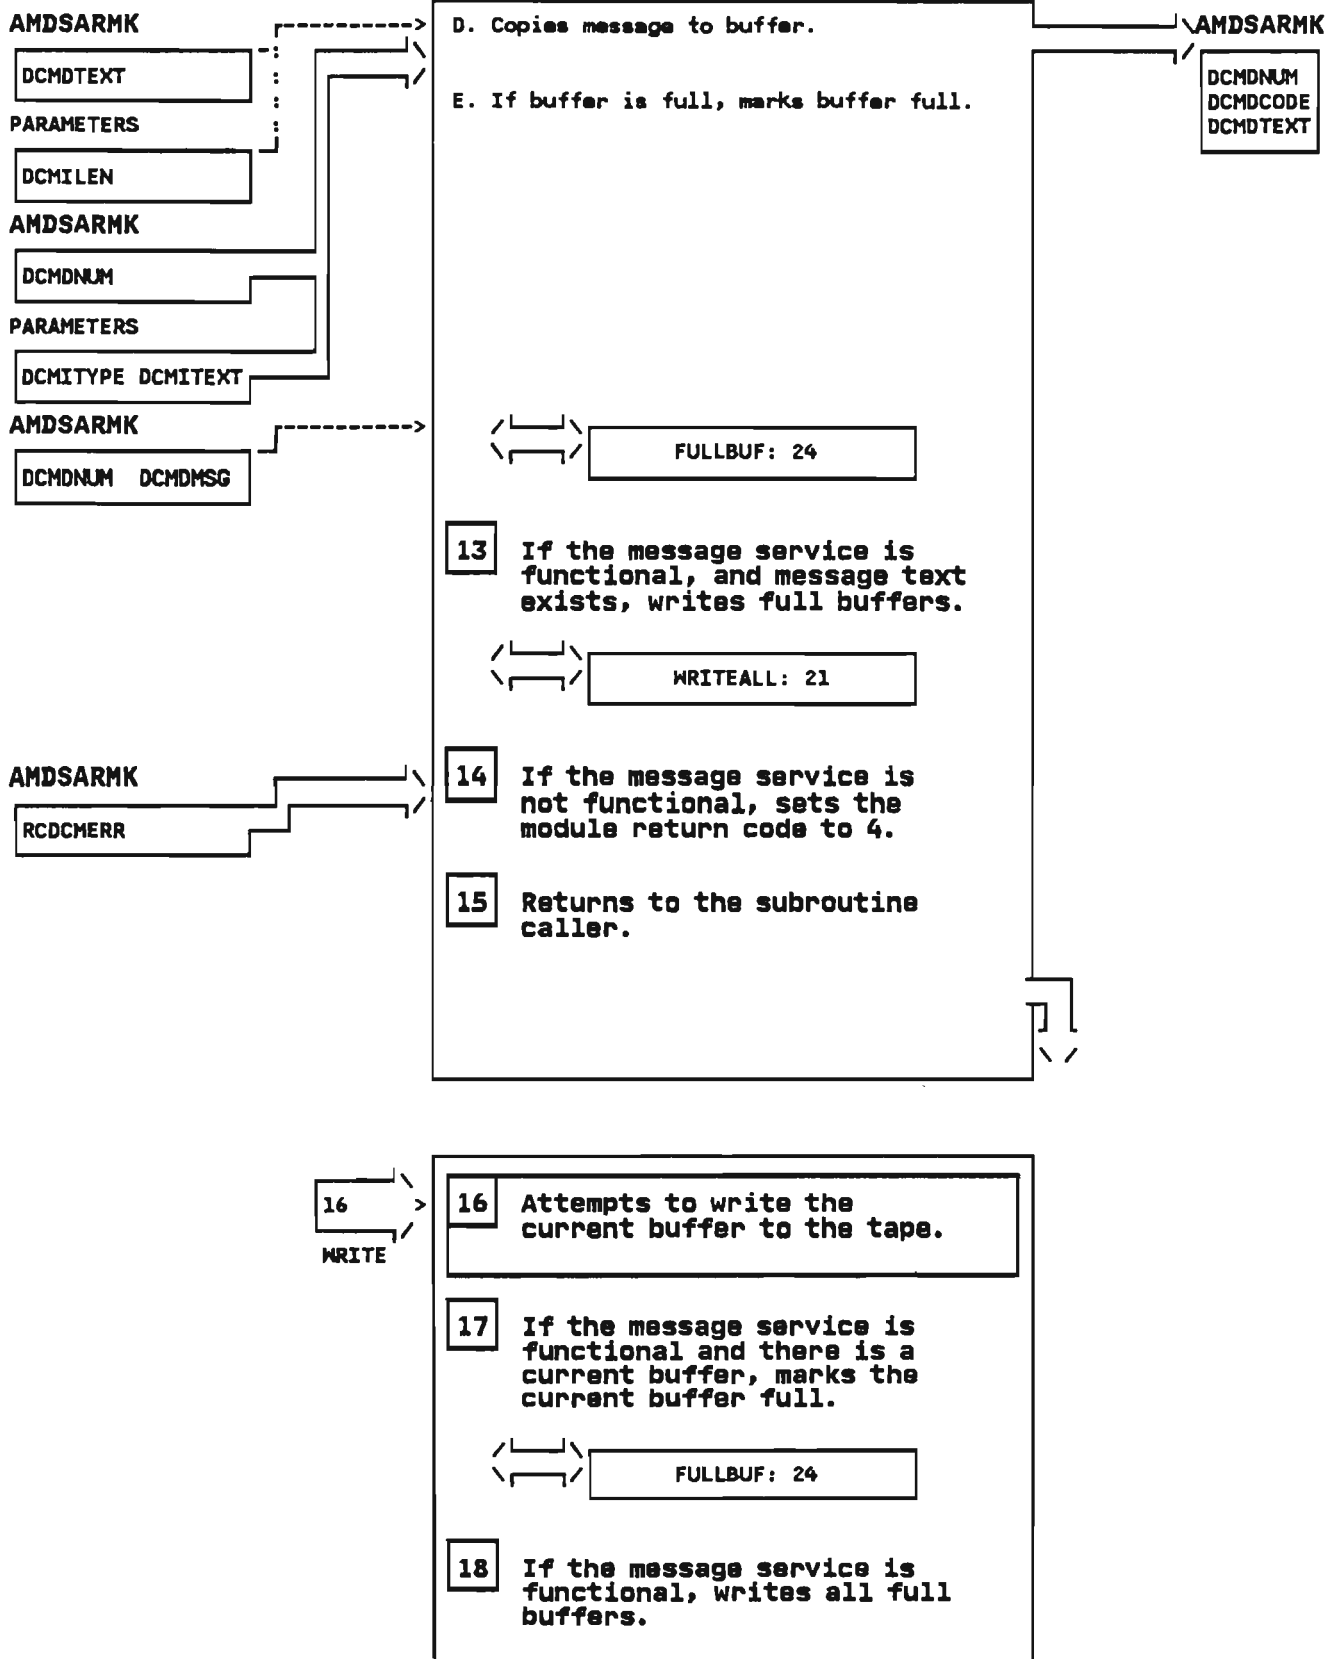 AMDSARMK
DCMDTEXT
PARAMETERS
DCMILEN
AMDSARMK
DCMDNUM
PARAMETERS
DCMITYPE DCMITEXT
AMDSARMK
DCMDNUM DCMDMSG
D. Copies message to buffer.
E. If buffer is full, marks buffer full.
AMDSARMK
DCMDNUM
DCMDCODE
DCMDTEXT
FULLBUF: 24
13 If the message service is
functional, and message text
exists, writes full buffers.
WRITEALL: 21
AMDSARMK
RCDCMERR
14 If the message service is
not functional, sets the
module return code to 4.
15 Returns to the subroutine
caller.
16
WRITE
16 Attempts to write the
current buffer to the tape.
17 If the message service is
functional and there is a
current buffer, marks the
current buffer full.
FULLBUF: 24
18 If the message service is
functional, writes all full
buffers.